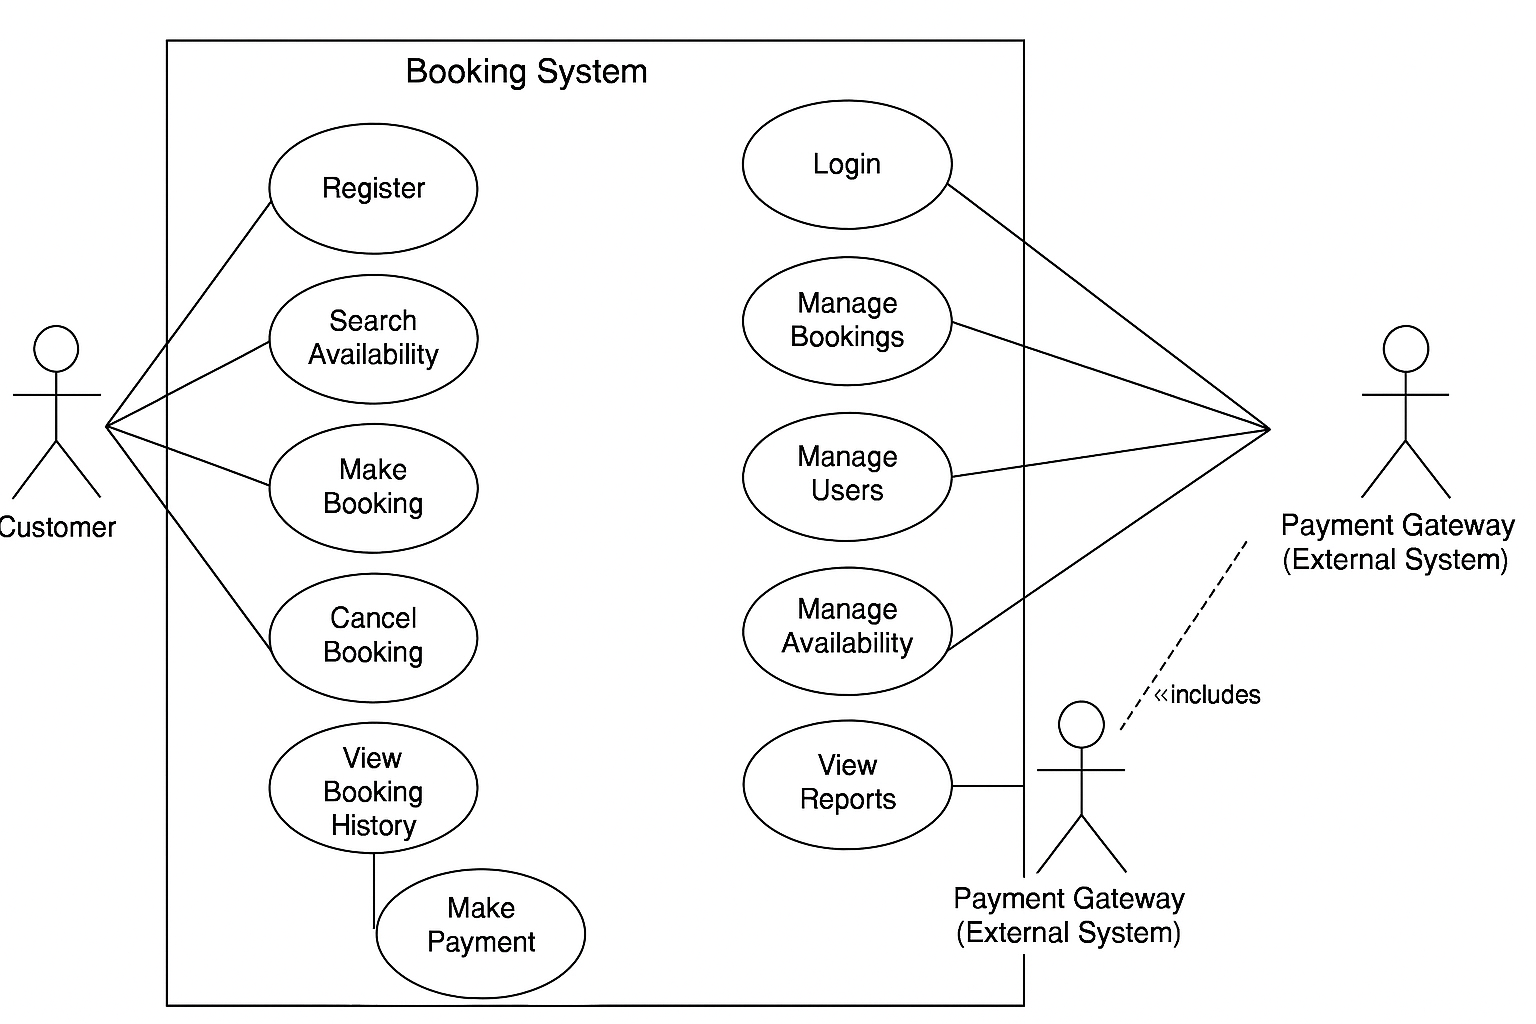 Booking System
Register
Search
Availability
Make
Booking
Cancel
Booking
View
Booking
History
Make
Payment
Login
Manage
Bookings
Manage
Users
Manage
Availability
View
Reports
Customer
Payment Gateway
(External System)
«includes
Payment Gateway
(External System)